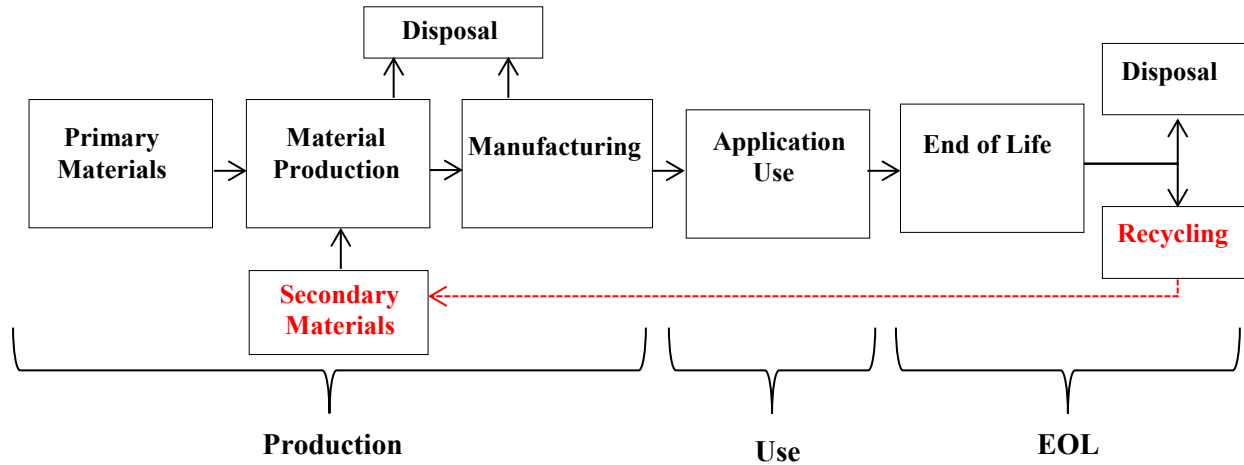 Disposal
Disposal
Primary
Materials
Material
Production
Manufacturing
Application
Use
End of Life
Recycling
Secondary
Materials
Production
Use
EOL